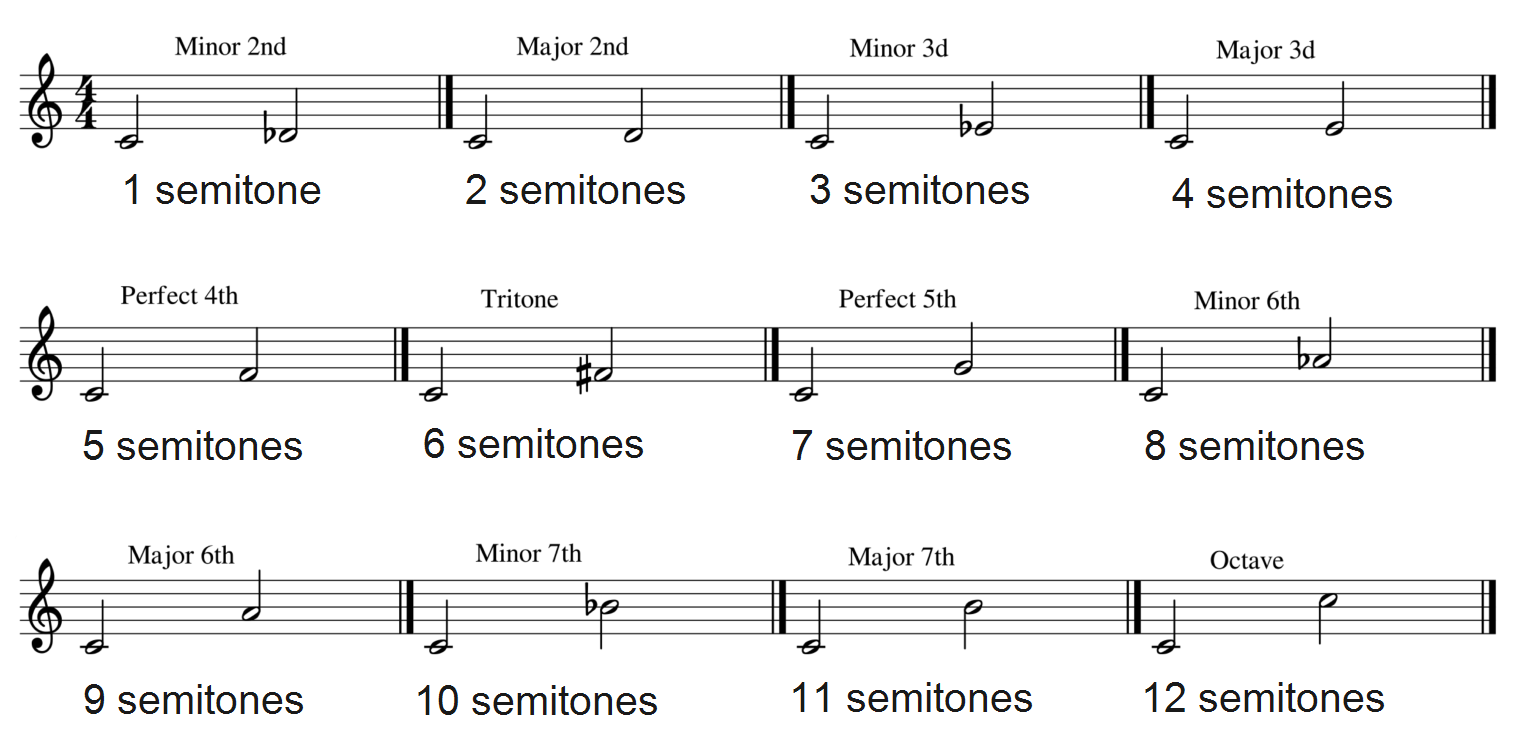 Minor 2nd Major 2nd Minor 3d Major 3d
4
4
1 semitone 2 semitones 3 semitones 4 semitones
Perfect 4th Tritone Perfect 5th Minor 6th
5 semitones 6 semitones 7 semitones 8 semitones
Major 6th Minor 7th Major 7th Octave
9 semitones 10 semitones 11 semitones 12 semitones